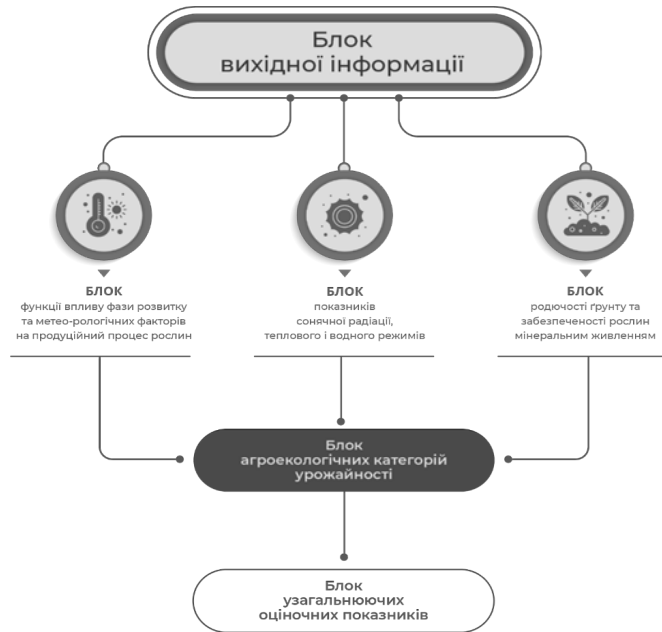 Блок
вихідної інформації
БЛОК
функції впливу фази розвитку
та метео-рологічних факторів
на продуційний процес рослин
БЛОК
показників
сонячної радіації,
теплового і водного режимів
БЛОК
родючості ґрунту та
забезпеченості рослин
мінеральним живленням
Блок
агроекологічних категорій
урожайності
Блок
узагальнюючих
оціночних показників